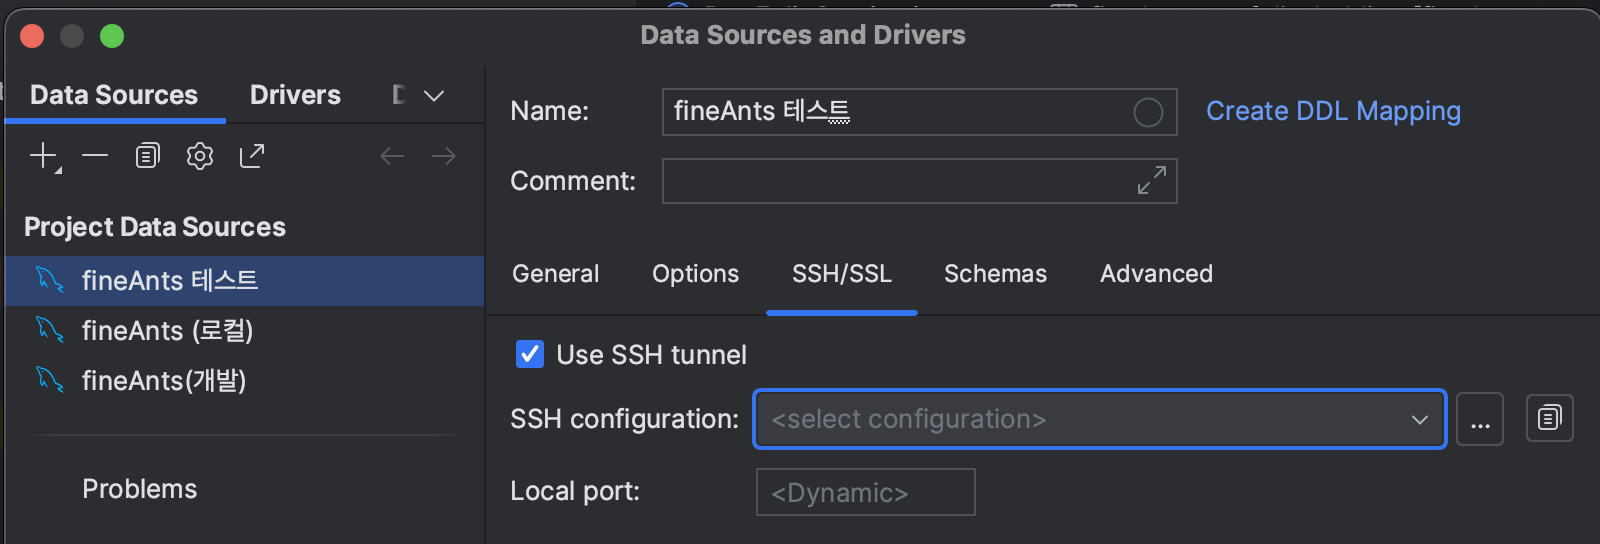 Data Sources and Drivers
Data Sources
Drivers
Name:
fineAnts 테스트
Create DDL Mapping
Comment:
Project Data Sources
fineAnts 테스트
fineAnts (로컬)
fineAnts(개발)
Problems
General
Options
SSH/SSL
Schemas
Advanced
Use SSH tunnel
SSH configuration:
<select configuration>
...
Local port:
<Dynamic>